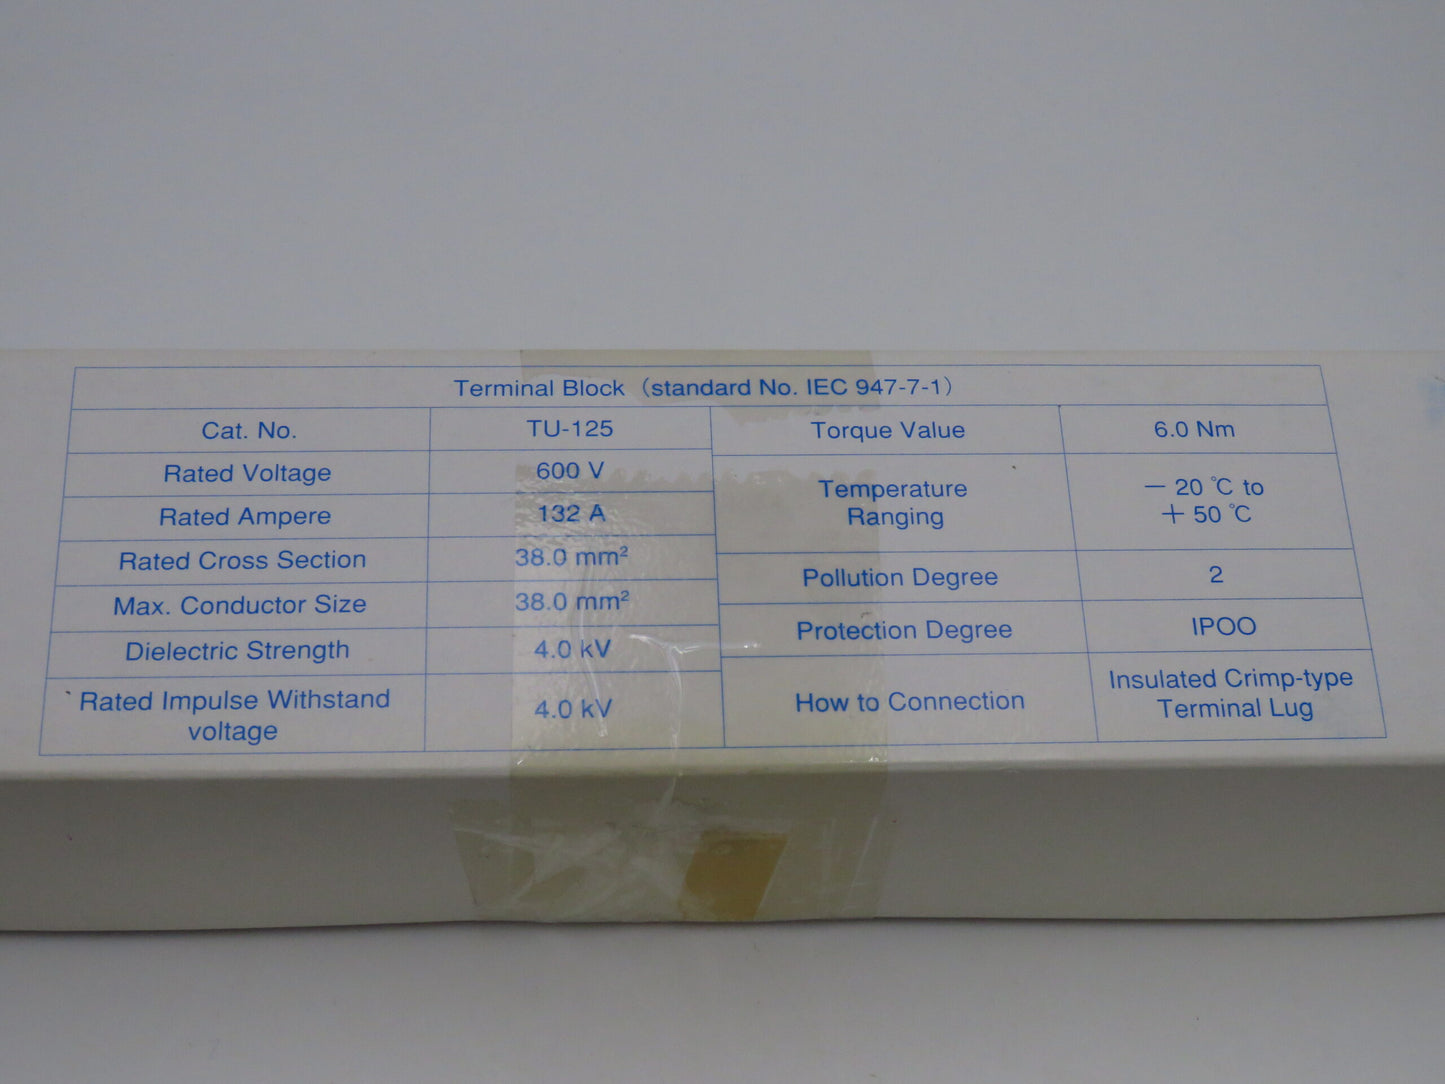 Terminal Block (standard No. IEC 947-7-1)
Cat. No. TU-125
Rated Voltage 600 V
Rated Ampere 132 A
Rated Cross Section 38.0 mm²
Max. Conductor Size 38.0 mm²
Dielectric Strength 4.0 kV
Rated Impulse Withstand
voltage 4.0 kV
Torque Value 6.0 Nm
Temperature
Ranging
－ 20 ℃ to
＋ 50 ℃
Pollution Degree 2
Protection Degree IPOO
How to Connection
Insulated Crimp-type
Terminal Lug